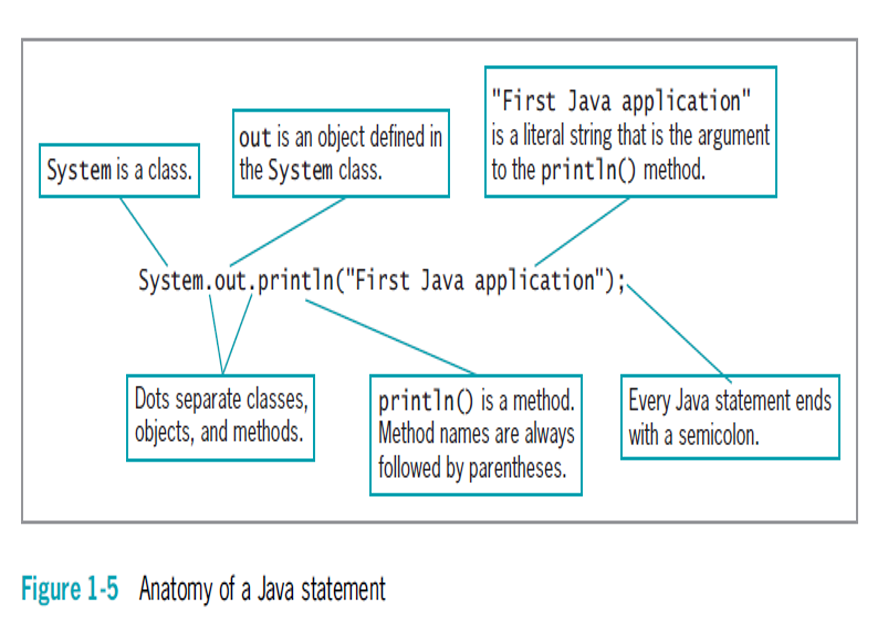 "First Java application"
is a literal string that is the argument
to the println() method.
out is an object defined in
the System class.
System is a class.
System.out.println("First Java application");
Dots separate classes,
objects, and methods.
println() is a method.
Method names are always
followed by parentheses.
Every Java statement ends
with a semicolon.
Figure 1-5 Anatomy of a Java statement